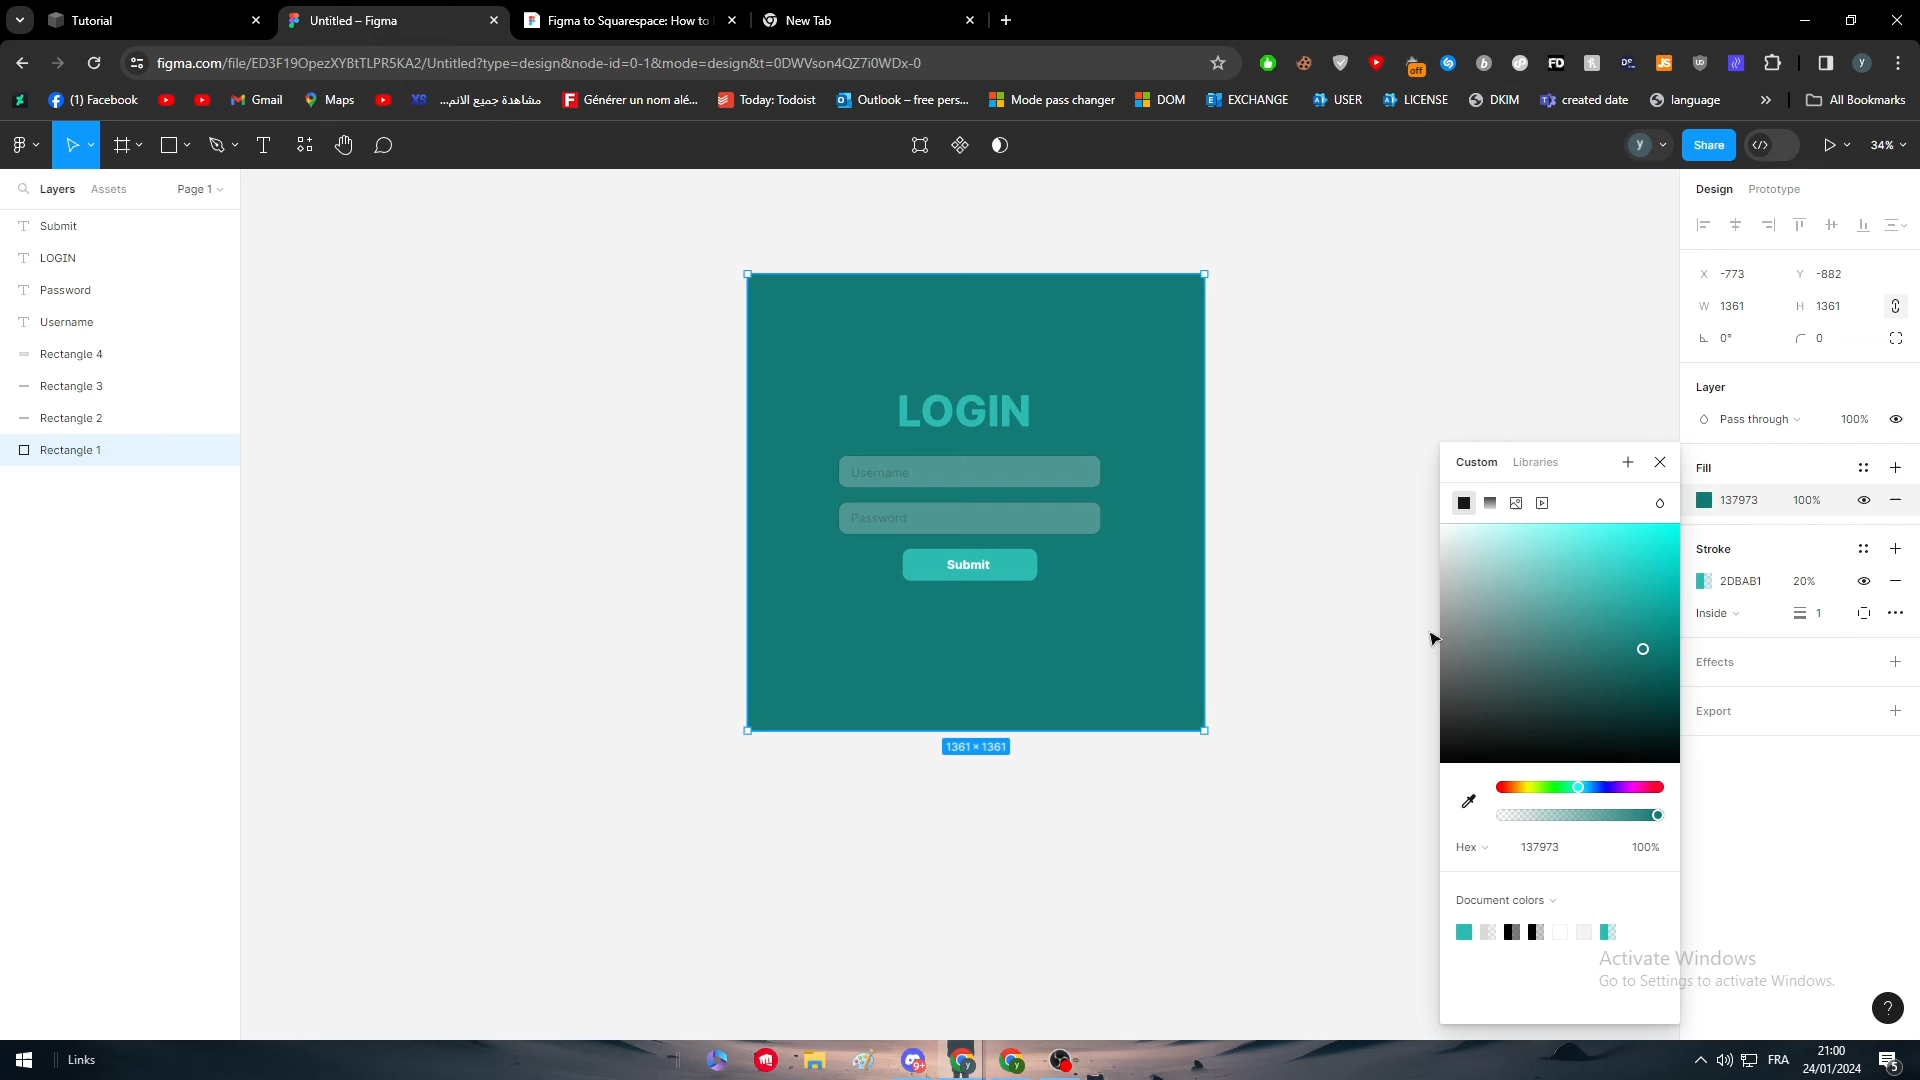 Tutorial
Untitled – Figma
Figma to Squarespace: How to
New Tab
figma.com/file/ED3F19OpezXYBtTLPR5KA2/Untitled?type=design&node-id=0-1&mode=design&t=0DWVson4QZ7i0WDx-0
off
FD
JS
y
(1) Facebook
Gmail
Maps
مشاهدة جميع الانم...
Générer un nom alé...
Today: Todoist
Outlook – free pers...
Mode pass changer
DOM
EXCHANGE
USER
LICENSE
DKIM
created date
language
All Bookmarks
y
Share
34%
Layers
Assets
Page 1
Submit
LOGIN
Password
Username
Rectangle 4
Rectangle 3
Rectangle 2
Rectangle 1
LOGIN
Username
Password
Submit
1361 × 1361
Custom
Libraries
Hex
137973
100%
Document colors
Design
Prototype
X -773
Y -882
W 1361
H 1361
0°
0
Layer
Pass through
100%
Fill
137973
100%
Stroke
2DBAB1
20%
Inside
1
Effects
Export
Activate Windows
Go to Settings to activate Windows.
?
Links
9+
FRA
21:00
24/01/2024
5